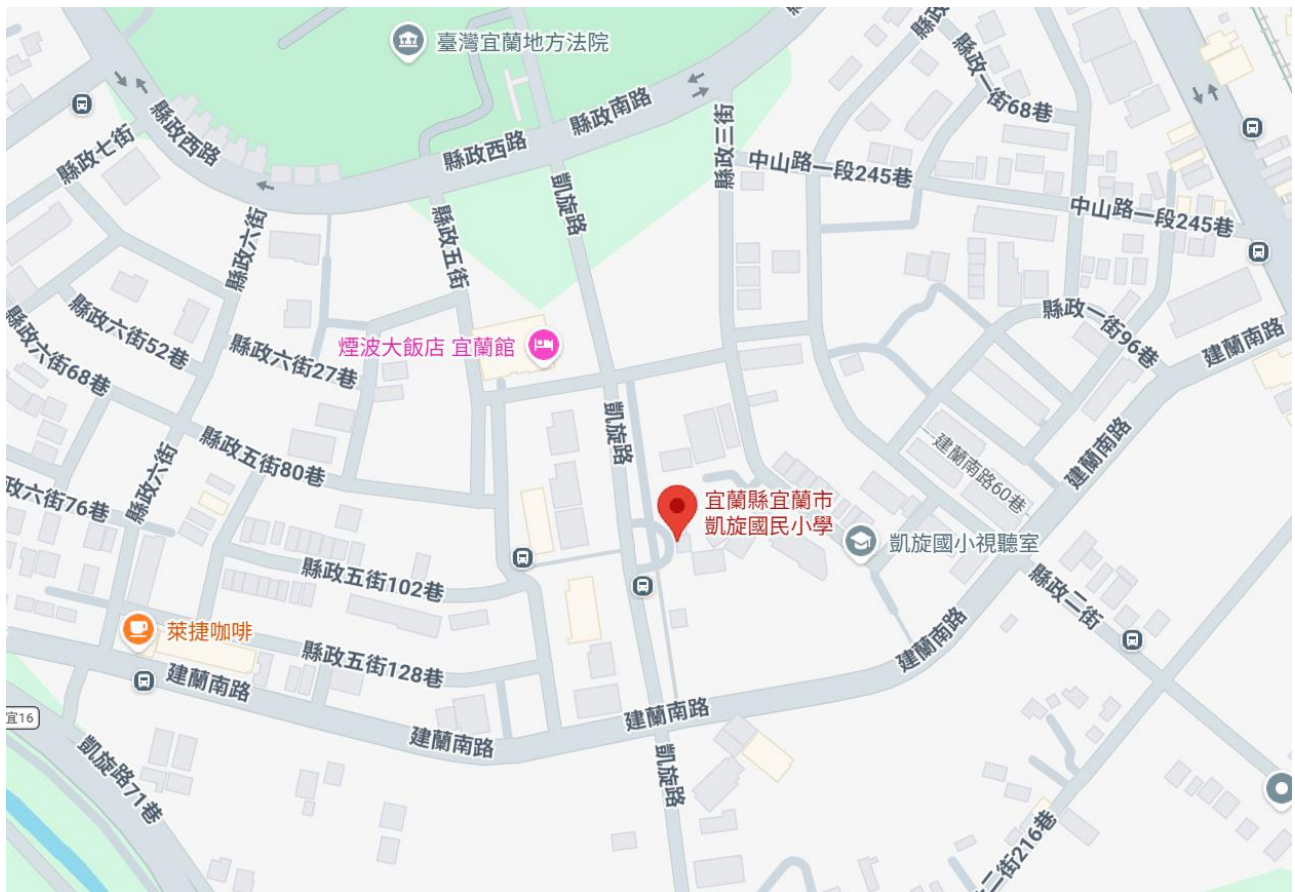 臺灣宜蘭地方法院
縣政
縣政一街68巷
縣政南路
縣政西路
縣政西路
縣政七街
縣政三街
中山路一段245巷
中山路一段245巷
凱旋路
縣政五街
縣政六街
縣政六街52巷
縣政六街27巷
縣政六街68巷
煙波大飯店 宜蘭館
縣政一街96巷
建蘭南路
凱旋路
縣政五街80巷
縣政六街
政六街76巷
建蘭南路
建蘭南路60巷
宜蘭縣宜蘭市
凱旋國民小學
凱旋國小視聽室
縣政五街102巷
縣政二街
萊捷咖啡
縣政五街128巷
建蘭南路
建蘭南路
建蘭南路
建蘭南路
宜16
凱旋路71巷
凱旋路
二街216巷